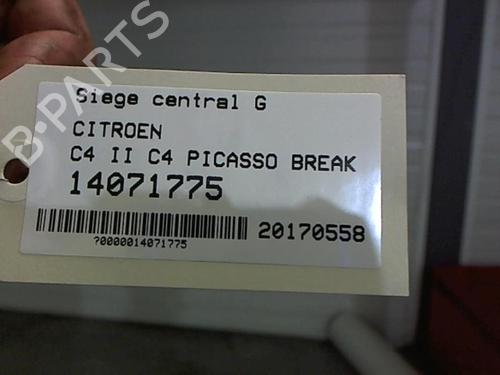 B-PARTS
Siege central G
CITROEN
C4 II C4 PICASSO BREAK
14071775
20170558
?0000014071775